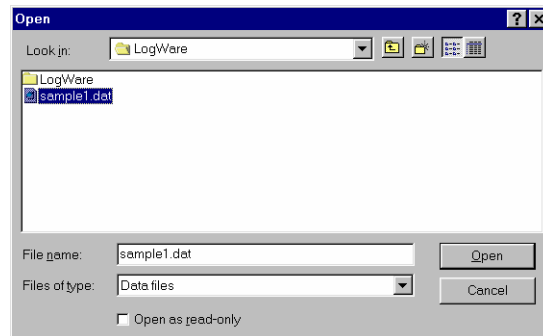 Open
Look in: LogWare
LogWare
sample1.dat
File name: sample1.dat Open
Files of type: Data files Cancel
Open as read-only